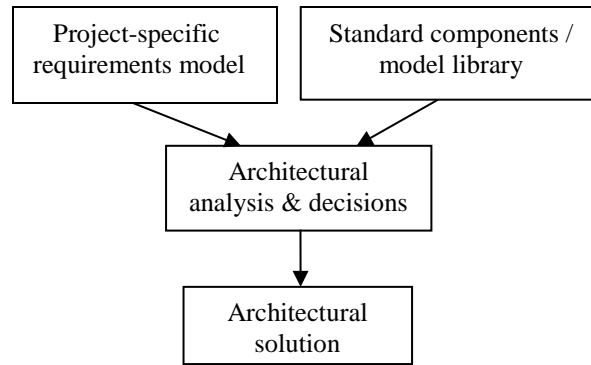 Project-specific
requirements model
Standard components /
model library
Architectural
analysis & decisions
Architectural
solution